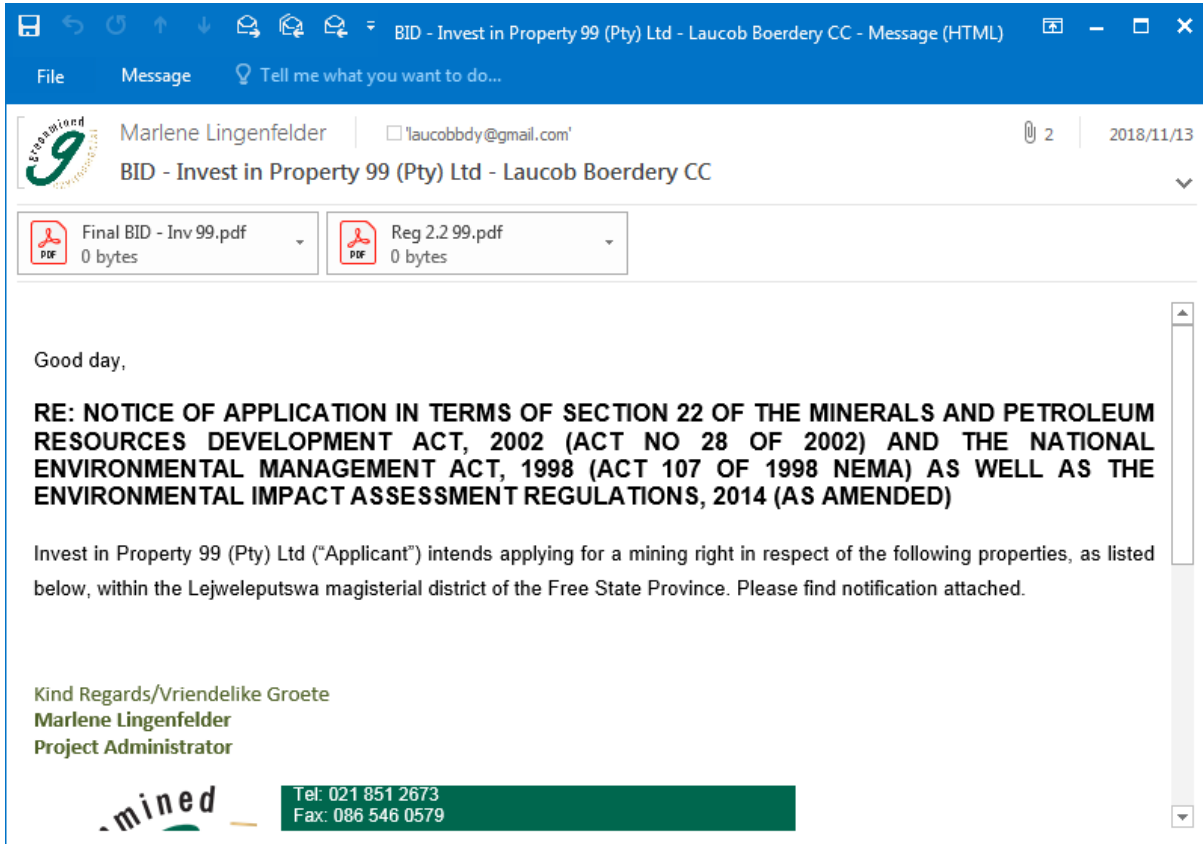 BID - Invest in Property 99 (Pty) Ltd - Laucob Boerdery CC - Message (HTML)
File Message Tell me what you want to do...
greenmined
Marlene Lingenfelder 'laucobbdy@gmail.com' 2 2018/11/13
BID - Invest in Property 99 (Pty) Ltd - Laucob Boerdery CC
Final BID - Inv 99.pdf Reg 2.2 99.pdf
PDF 0 bytes PDF 0 bytes
Good day,
RE: NOTICE OF APPLICATION IN TERMS OF SECTION 22 OF THE MINERALS AND PETROLEUM
RESOURCES DEVELOPMENT ACT, 2002 (ACT NO 28 OF 2002) AND THE NATIONAL
ENVIRONMENTAL MANAGEMENT ACT, 1998 (ACT 107 OF 1998 NEMA) AS WELL AS THE
ENVIRONMENTAL IMPACT ASSESSMENT REGULATIONS, 2014 (AS AMENDED)
Invest in Property 99 (Pty) Ltd (“Applicant”) intends applying for a mining right in respect of the following properties, as listed
below, within the Lejweleputswa magisterial district of the Free State Province. Please find notification attached.
Kind Regards/Vriendelike Groete
Marlene Lingenfelder
Project Administrator
mined
Tel: 021 851 2673
Fax: 086 546 0579